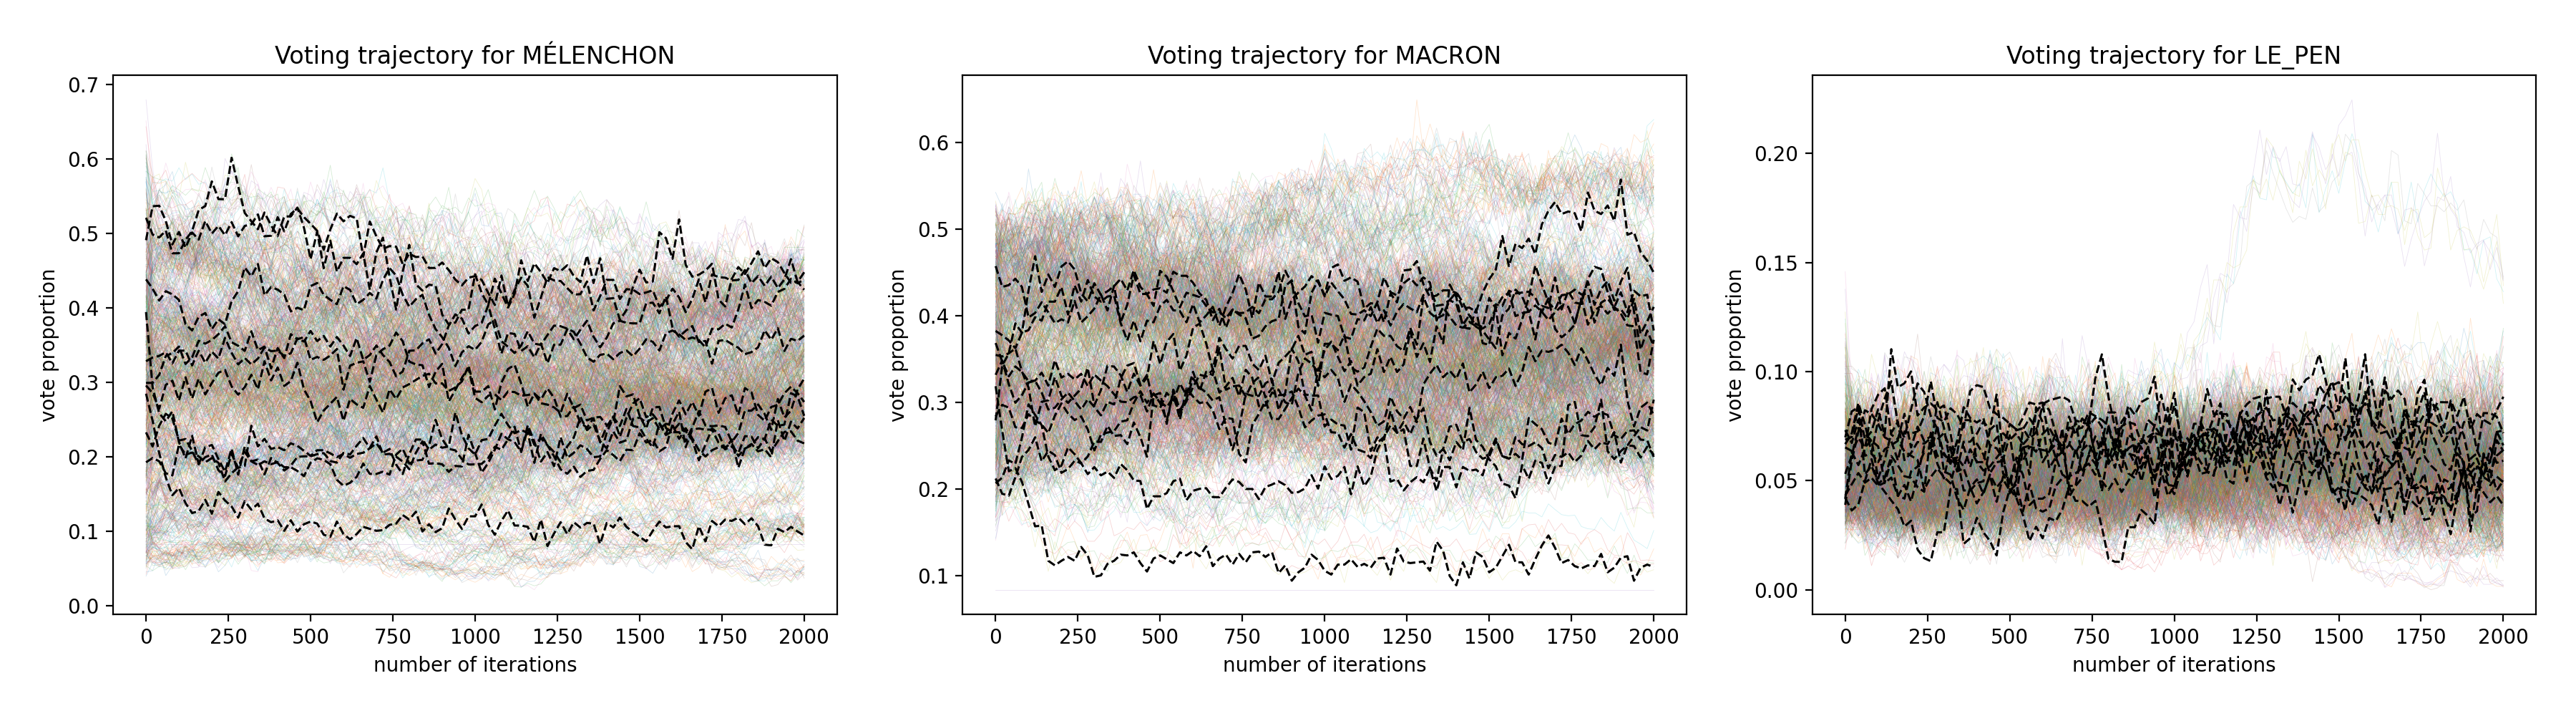 Voting trajectory for MÉLENCHON
vote proportion
0.7
0.6
0.5
0.4
0.3
0.2
0.1
0.0
0 250 500 750 1000 1250 1500 1750 2000
number of iterations
Voting trajectory for MACRON
vote proportion
0.6
0.5
0.4
0.3
0.2
0.1
0 250 500 750 1000 1250 1500 1750 2000
number of iterations
Voting trajectory for LE_PEN
vote proportion
0.20
0.15
0.10
0.05
0.00
0 250 500 750 1000 1250 1500 1750 2000
number of iterations